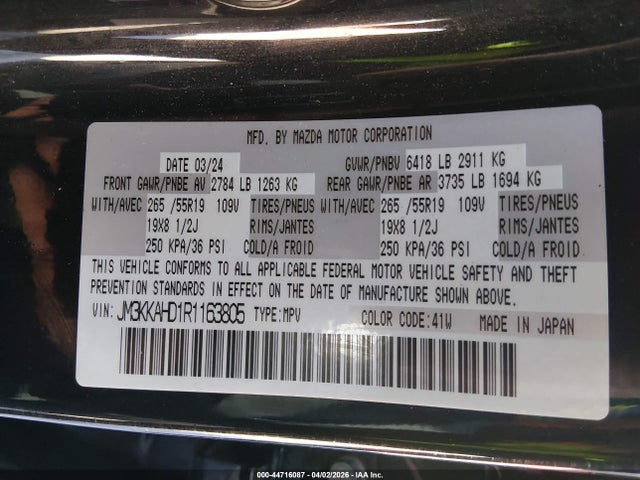 MFD. BY MAZDA MOTOR CORPORATION
DATE 03/24 GVWR/PNBV 6418 LB 2911 KG
FRONT GAWR/PNBE AV 2784 LB 1263 KG REAR GAWR/PNBE AR 3735 LB 1694 KG
WITH/AVEC 265 /55R19 109V TIRES/PNEUS WITH/AVEC 265 /55R19 109V TIRES/PNEUS
19X8 1/2J RIMS/JANTES 19X8 1/2J RIMS/JANTES
250 KPA/36 PSI COLD/A FROID 250 KPA/36 PSI COLD/A FROID
THIS VEHICLE CONFORMS TO ALL APPLICABLE FEDERAL MOTOR VEHICLE SAFETY AND THEFT
PREVENTION STANDARDS IN EFFECT ON THE DATE OF MANUFACTURE SHOWN ABOVE.
VIN: JM3KKAHD1R1163805 TYPE:MPV COLOR CODE:41W MADE IN JAPAN
000-44716087 - 04/02/2026 - IAA Inc.